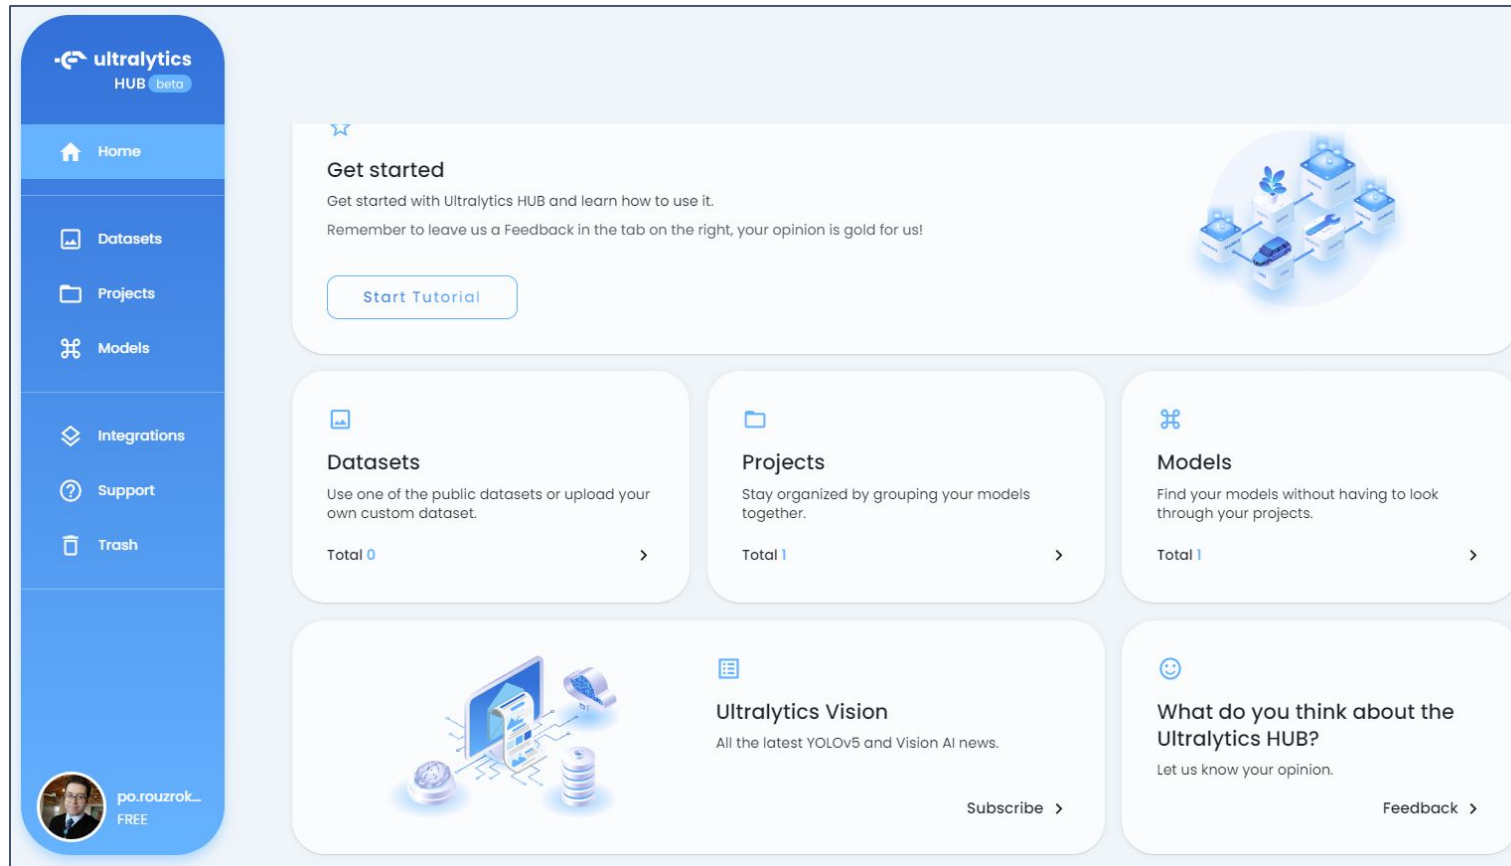 ultralytics
HUB beta
Home
Datasets
Projects
Models
Integrations
Support
Trash
po.rouzrok...
FREE
Get started
Get started with Ultralytics HUB and learn how to use it.
Remember to leave us a Feedback in the tab on the right, your opinion is gold for us!
Start Tutorial
Datasets
Use one of the public datasets or upload your
own custom dataset.
Total 0
Projects
Stay organized by grouping your models
together.
Total 1
Models
Find your models without having to look
through your projects.
Total 1
Ultralytics Vision
All the latest YOLOv5 and Vision AI news.
Subscribe
What do you think about the
Ultralytics HUB?
Let us know your opinion.
Feedback